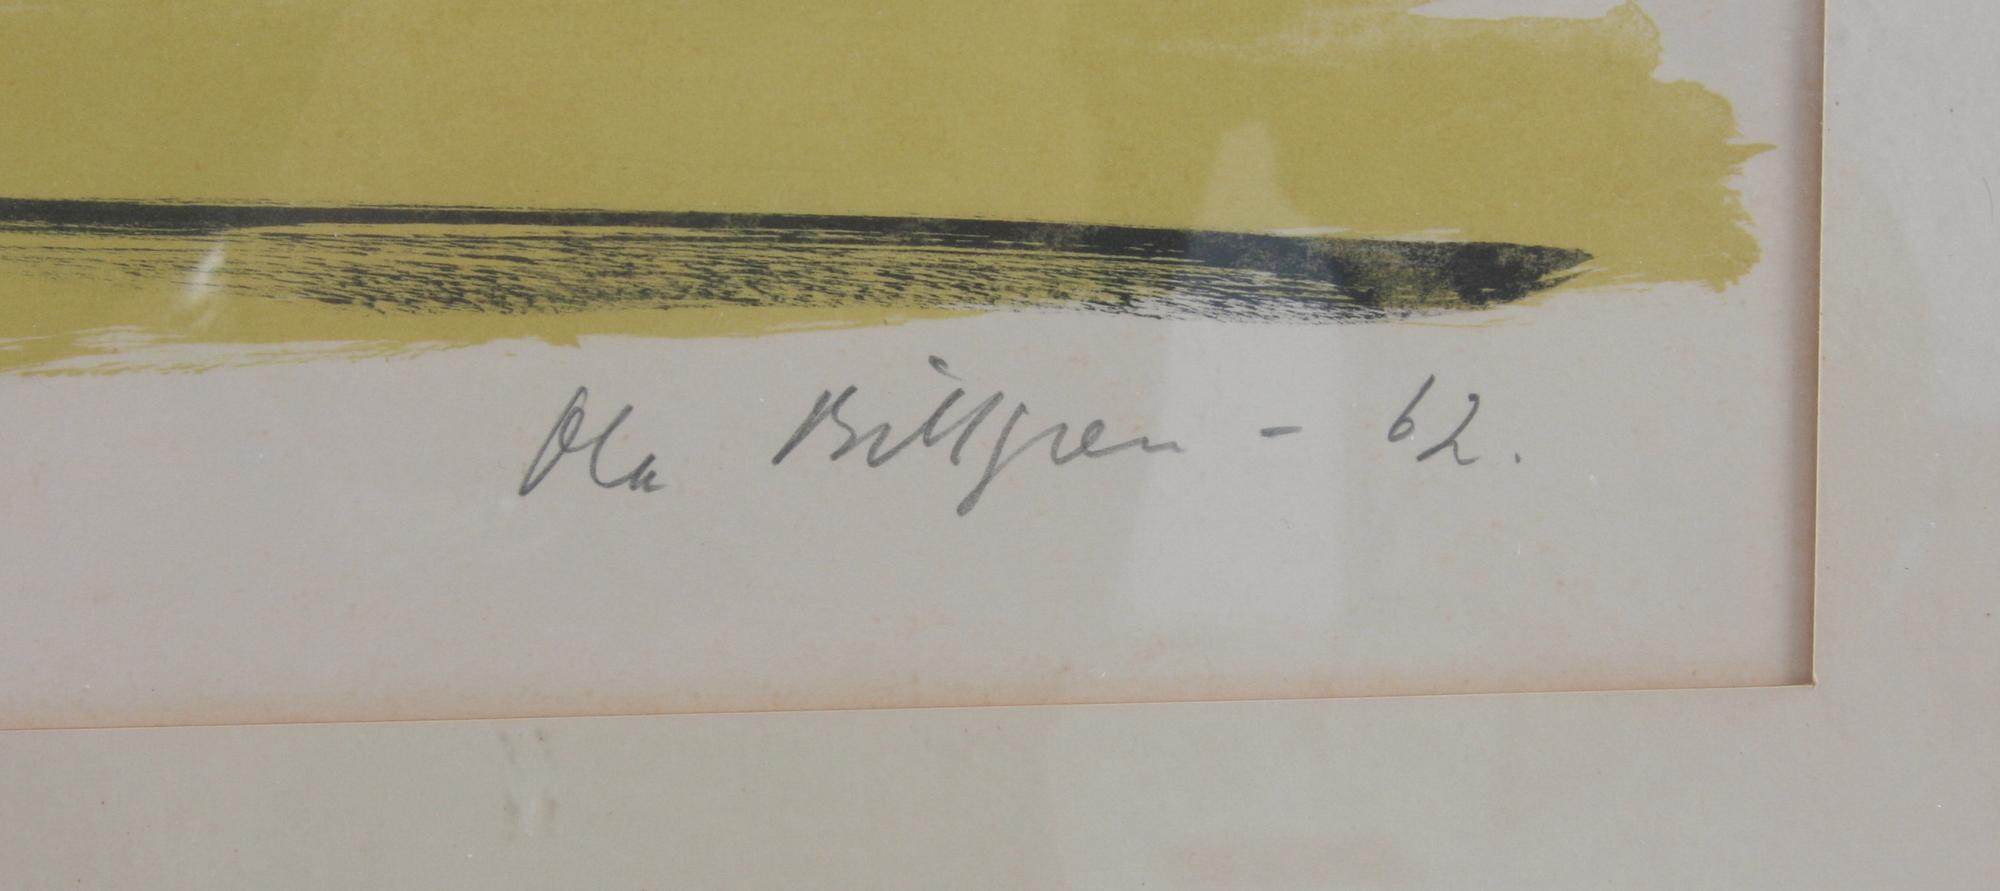 Ola Billgren - 62.